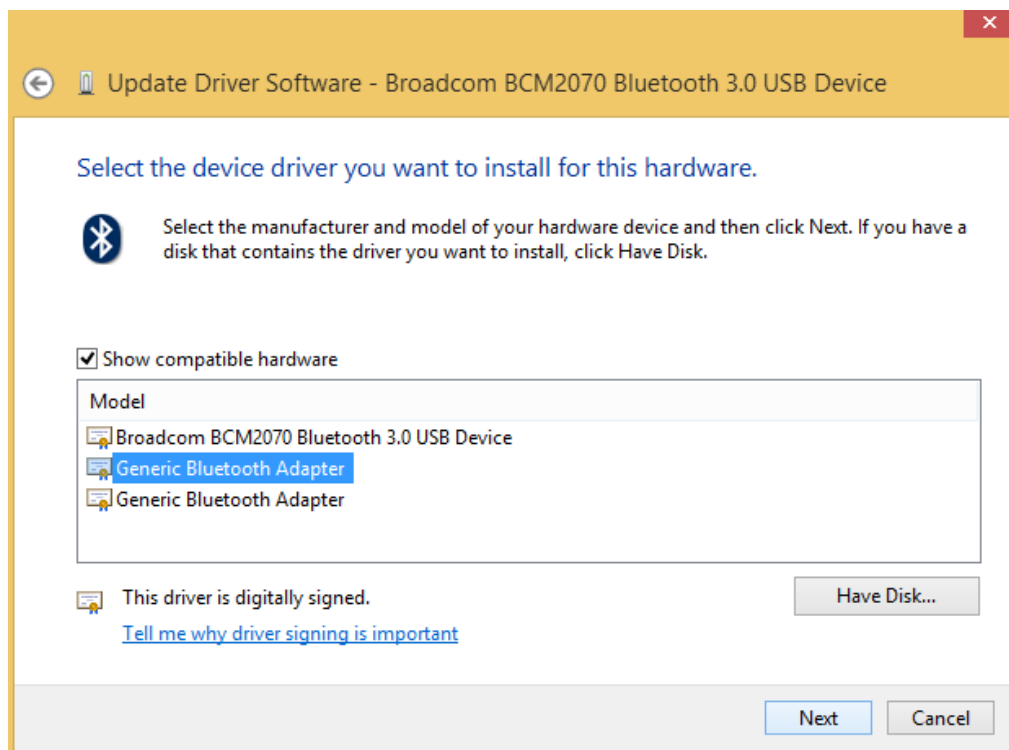 Update Driver Software - Broadcom BCM2070 Bluetooth 3.0 USB Device
Select the device driver you want to install for this hardware.
Select the manufacturer and model of your hardware device and then click Next. If you have a
disk that contains the driver you want to install, click Have Disk.
Show compatible hardware
Model
Broadcom BCM2070 Bluetooth 3.0 USB Device
Generic Bluetooth Adapter
Generic Bluetooth Adapter
This driver is digitally signed.
Have Disk...
Tell me why driver signing is important
Next
Cancel